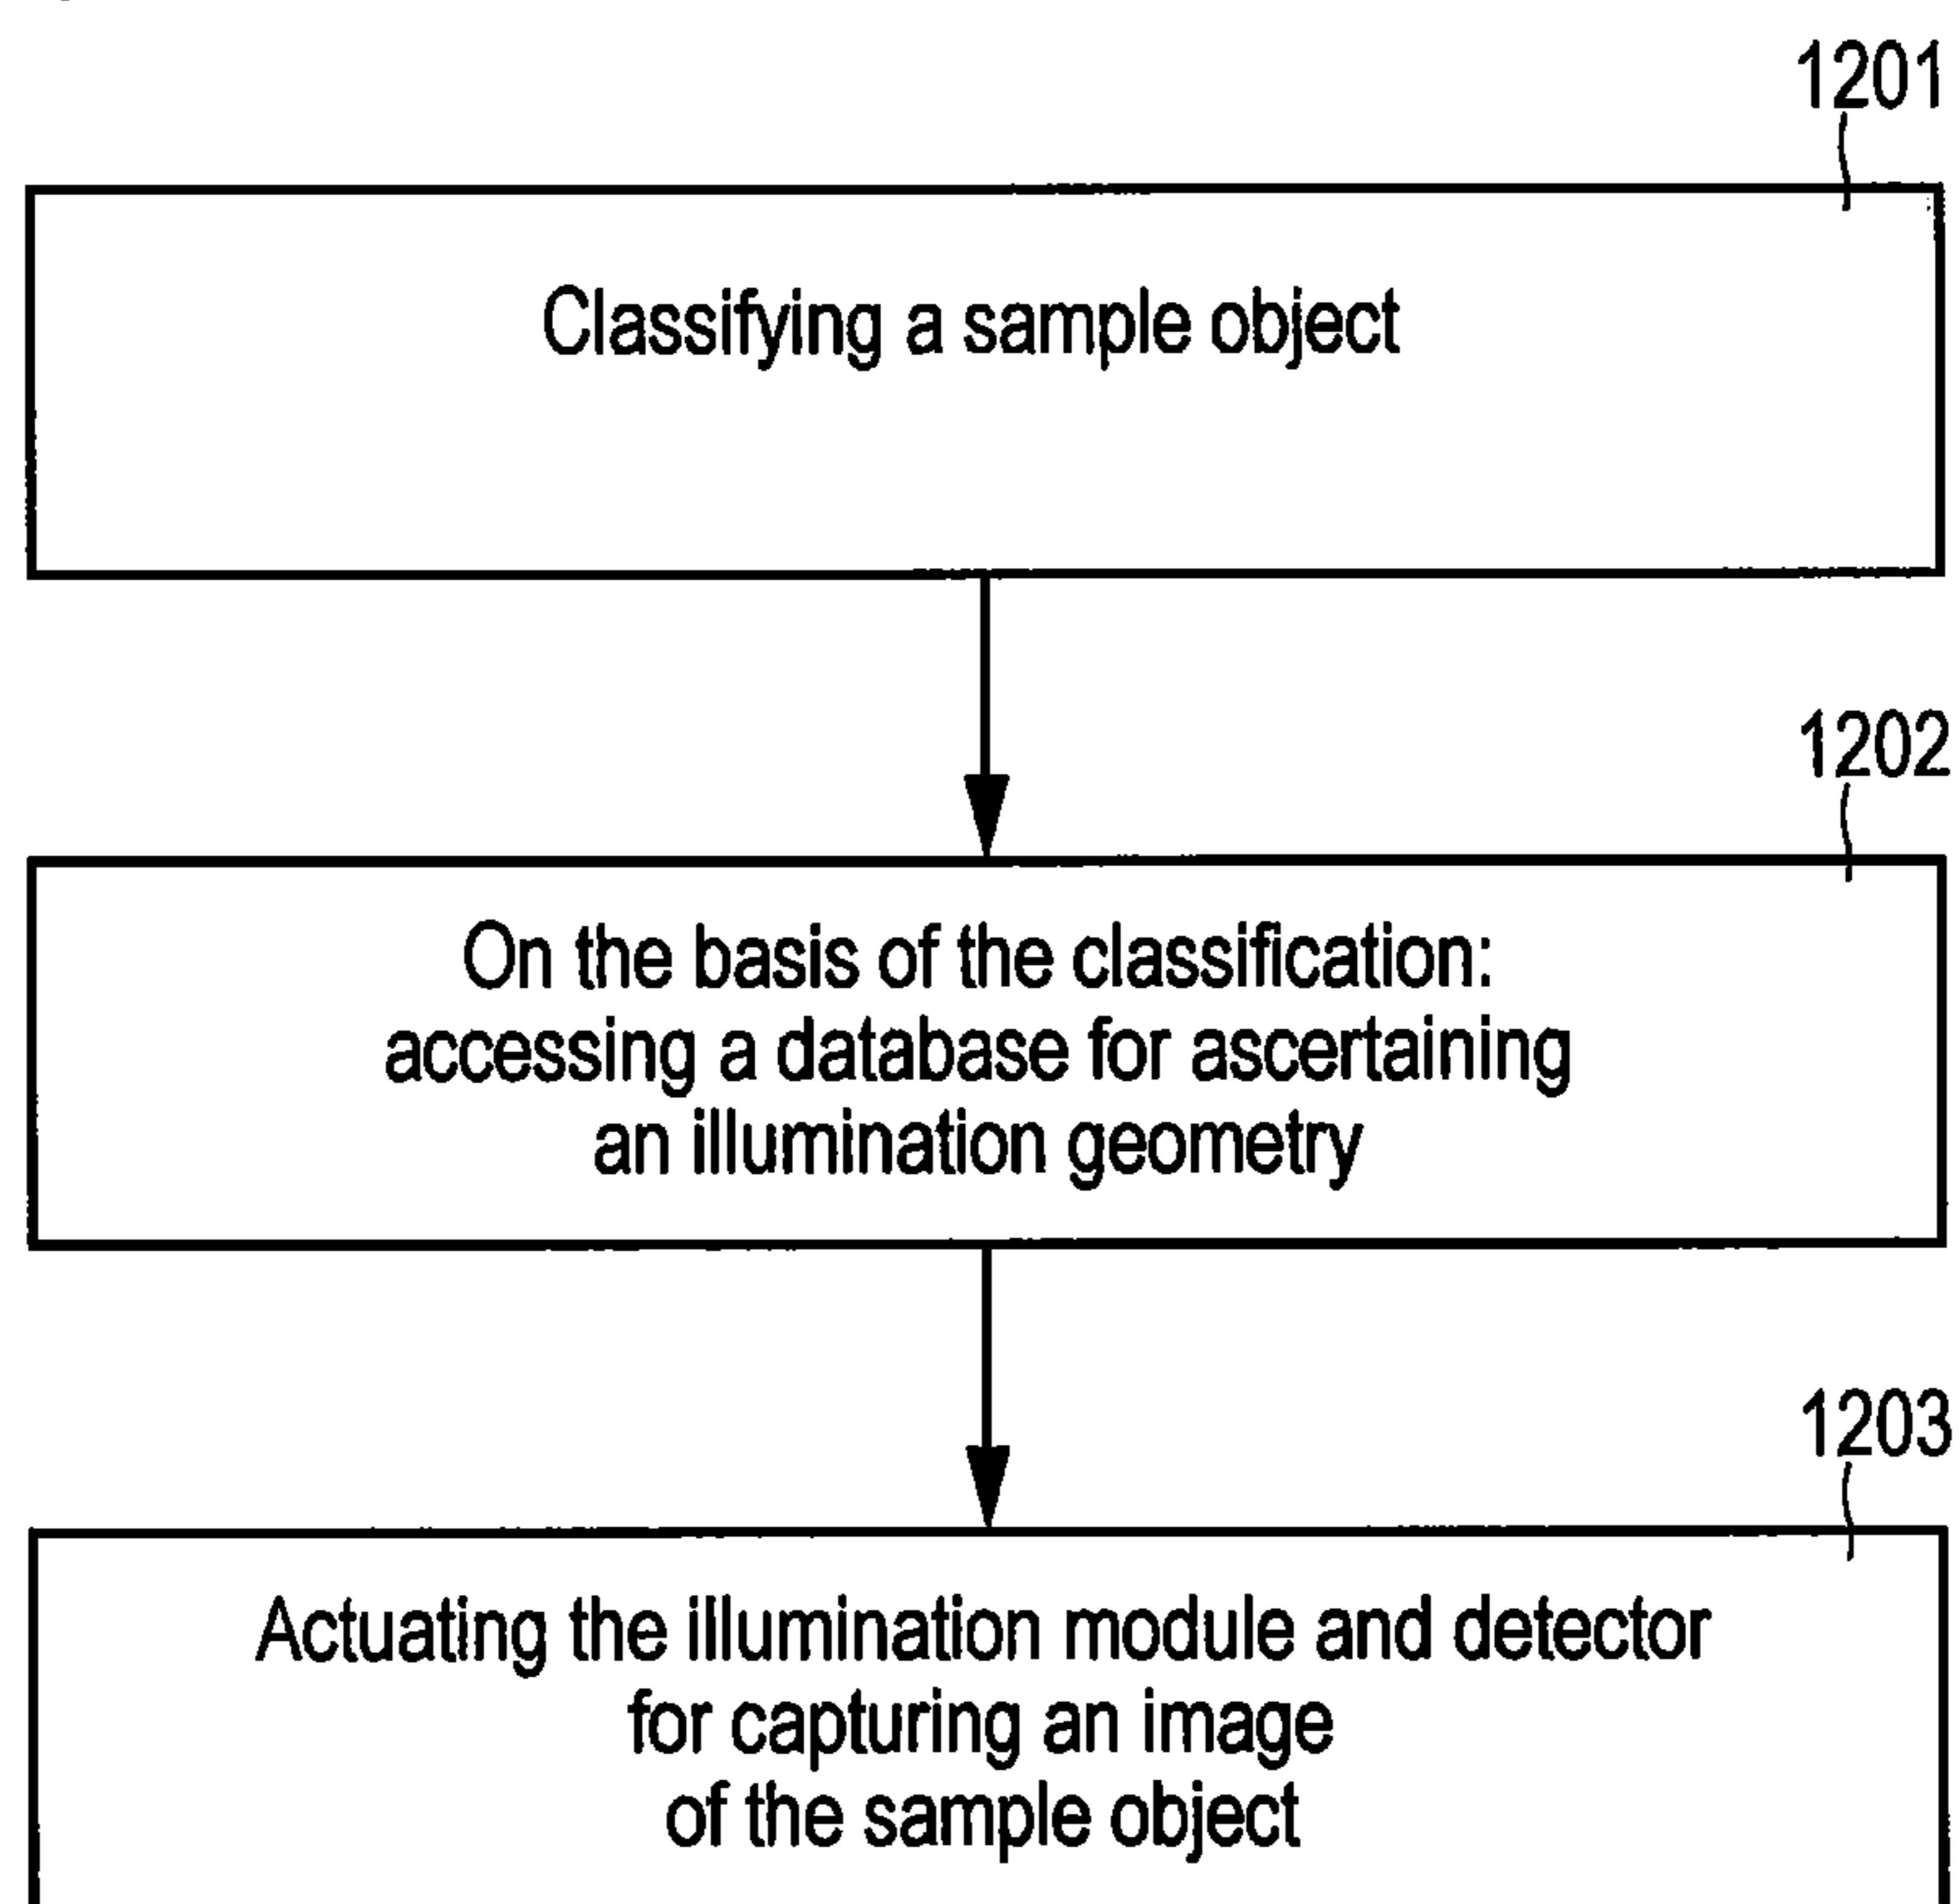 1201
Classifying a sample object
1202
On the basis of the classification:
accessing a database for ascertaining
an illumination geometry
1203
Actuating the illumination module and detector
for capturing an image
of the sample object